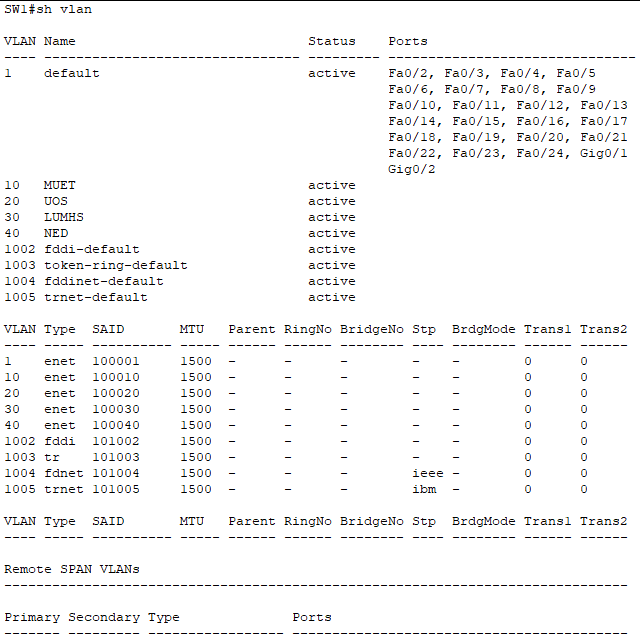 SW1#sh vlan
VLAN Name                             Status    Ports
---- -------------------------------- --------- -------------------------------
1    default                          active    Fa0/2, Fa0/3, Fa0/4, Fa0/5
                                                Fa0/6, Fa0/7, Fa0/8, Fa0/9
                                                Fa0/10, Fa0/11, Fa0/12, Fa0/13
                                                Fa0/14, Fa0/15, Fa0/16, Fa0/17
                                                Fa0/18, Fa0/19, Fa0/20, Fa0/21
                                                Fa0/22, Fa0/23, Fa0/24, Gig0/1
                                                Gig0/2
10   MUET                             active
20   UOS                              active
30   LUMHS                            active
40   NED                              active
1002 fddi-default                     active
1003 token-ring-default               active
1004 fddinet-default                  active
1005 trnet-default                    active
VLAN Type  SAID       MTU   Parent RingNo BridgeNo Stp  BrdgMode Trans1 Trans2
---- ----- ---------- ----- ------ ------ -------- ---- -------- ------ ------
1    enet  100001     1500  -      -      -        -    -        0      0
10   enet  100010     1500  -      -      -        -    -        0      0
20   enet  100020     1500  -      -      -        -    -        0      0
30   enet  100030     1500  -      -      -        -    -        0      0
40   enet  100040     1500  -      -      -        -    -        0      0
1002 fddi  101002     1500  -      -      -        -    -        0      0
1003 tr    101003     1500  -      -      -        -    -        0      0
1004 fdnet 101004     1500  -      -      -        ieee -        0      0
1005 trnet 101005     1500  -      -      -        ibm  -        0      0
VLAN Type  SAID       MTU   Parent RingNo BridgeNo Stp  BrdgMode Trans1 Trans2
---- ----- ---------- ----- ------ ------ -------- ---- -------- ------ ------
Remote SPAN VLANs
------------------------------------------------------------------------------
Primary Secondary Type              Ports
------- --------- ----------------- ------------------------------------------